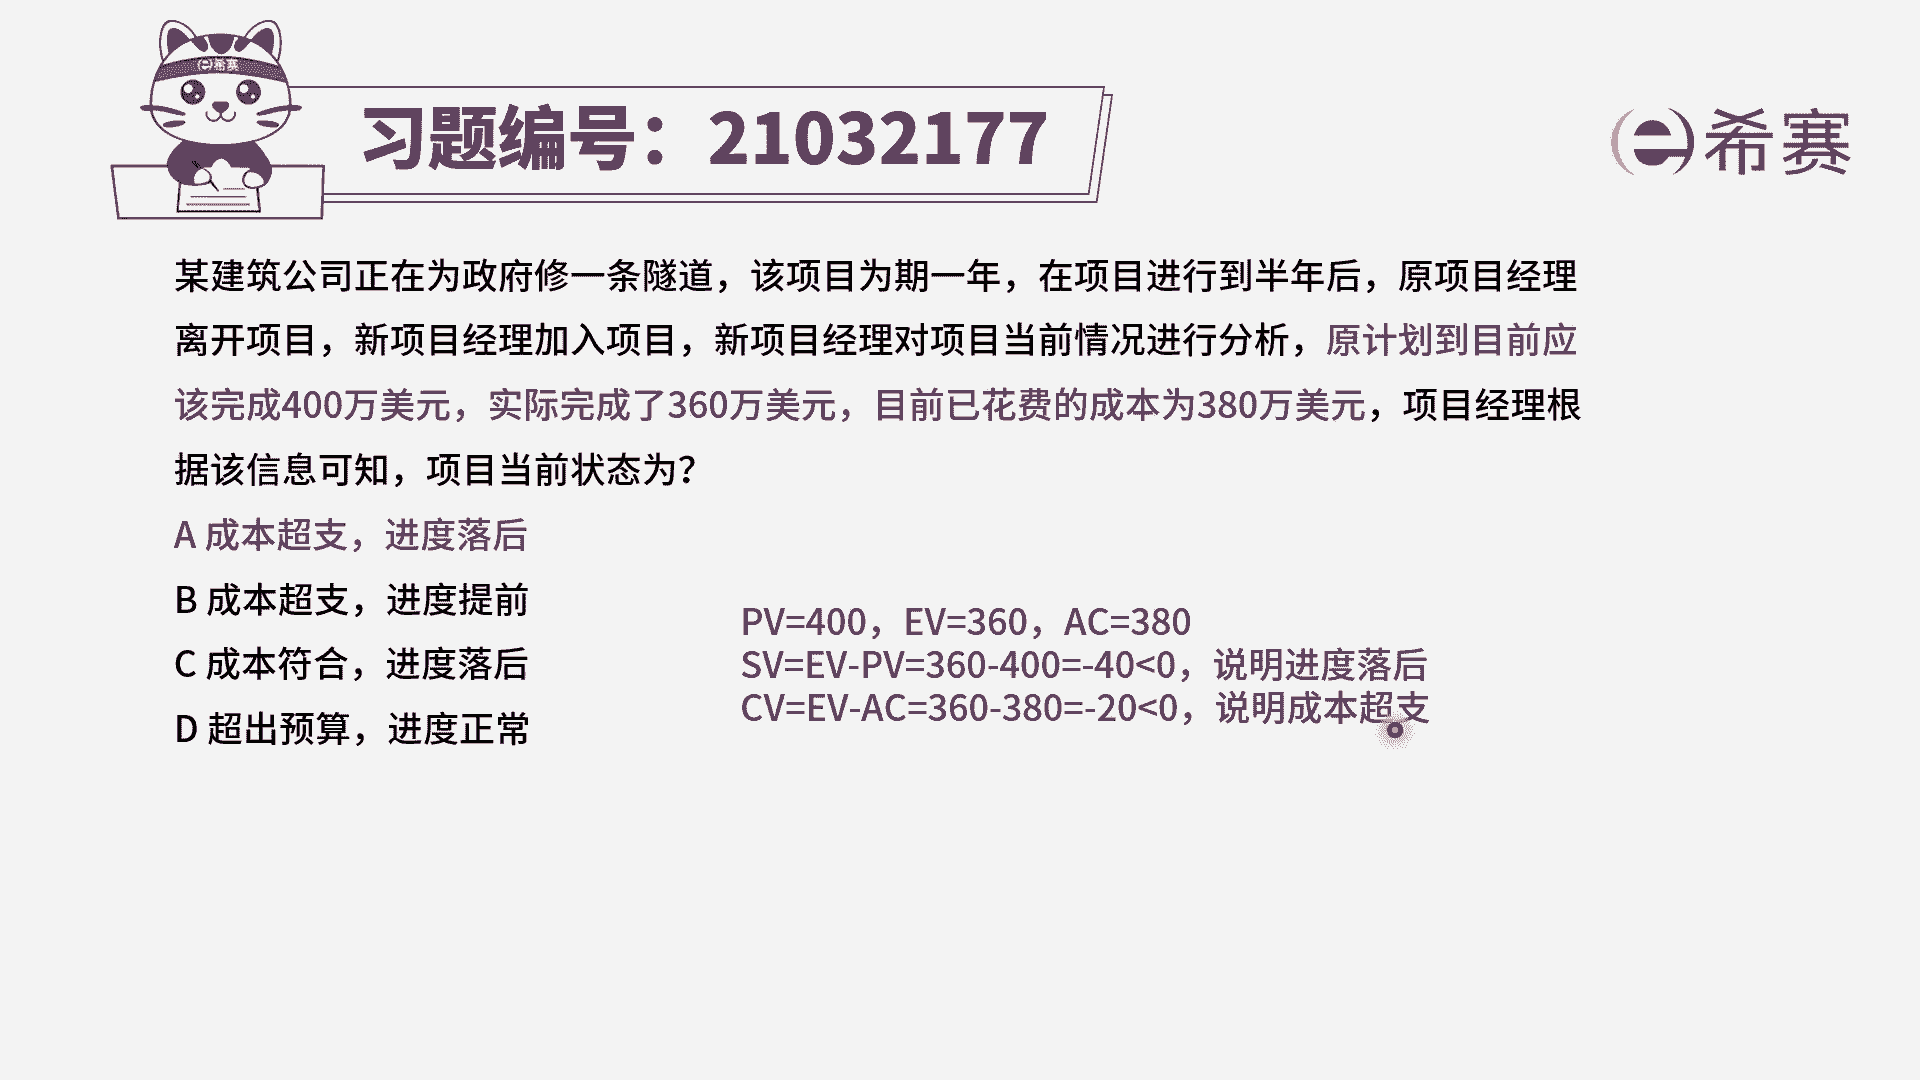 希赛
习题编号：21032177
希赛
某建筑公司正在为政府修一条隧道，该项目为期一年，在项目进行到半年后，原项目经理
离开项目，新项目经理加入项目，新项目经理对项目当前情况进行分析，原计划到目前应
该完成400万美元，实际完成了360万美元，目前已花费的成本为380万美元，项目经理根
据该信息可知，项目当前状态为？
A 成本超支，进度落后
B 成本超支，进度提前
C 成本符合，进度落后
D 超出预算，进度正常
PV=400，EV=360，AC=380
SV=EV-PV=360-400=-40<0，说明进度落后
CV=EV-AC=360-380=-20<0，说明成本超支